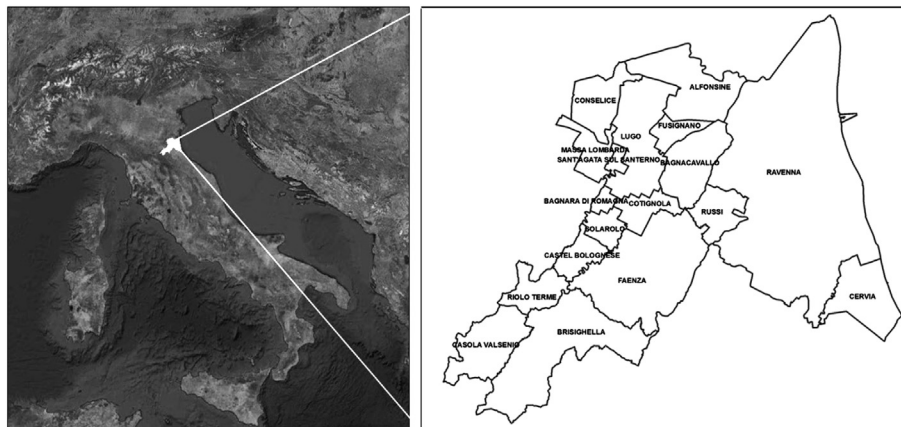 ALFONSINE
CONSELICE
FUSIGNANO
LUGO
MASSA LOMBARDA
SANT'AGATA SUL SANTERNO
BAGNACAVALLO
RAVENNA
BAGNARA DI ROMAGNA
COTIGNOLA
RUSSI
SOLAROLO
CASTEL BOLOGNESE
FAENZA
RIOLO TERME
CERVIA
BRISIGHELLA
CASOLA VALSENIO